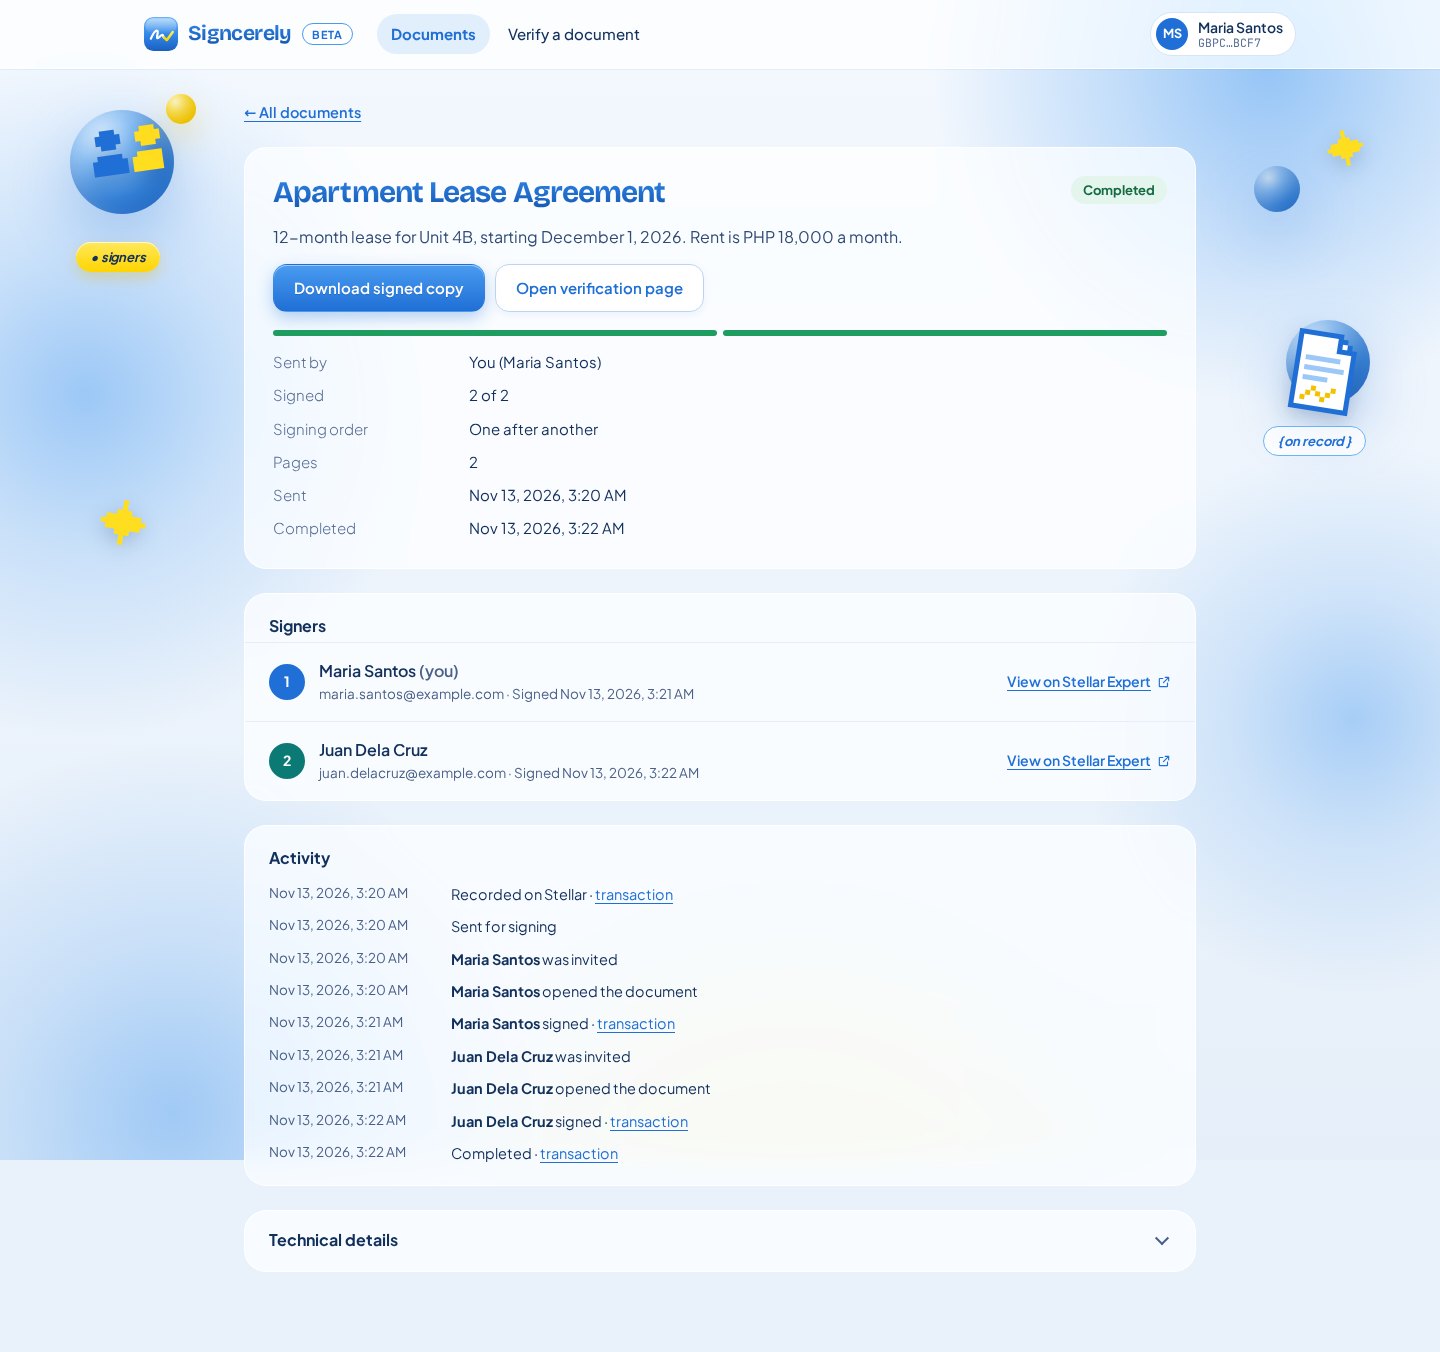 Signcerely BETA Documents Verify a document MS Maria Santos
GBPC…BCF7
← All documents
Apartment Lease Agreement Completed
12–month lease for Unit 4B, starting December 1, 2026. Rent is PHP 18,000 a month.
Download signed copy Open verification page
• signers
Sent by You (Maria Santos)
Signed 2 of 2
Signing order One after another
{ on record }
Pages 2
Sent Nov 13, 2026, 3:20 AM
Completed Nov 13, 2026, 3:22 AM
Signers
1 Maria Santos (you)
maria.santos@example.com · Signed Nov 13, 2026, 3:21 AM View on Stellar Expert
2 Juan Dela Cruz
juan.delacruz@example.com · Signed Nov 13, 2026, 3:22 AM View on Stellar Expert
Activity
Nov 13, 2026, 3:20 AM Recorded on Stellar · transaction
Nov 13, 2026, 3:20 AM Sent for signing
Nov 13, 2026, 3:20 AM Maria Santos was invited
Nov 13, 2026, 3:20 AM Maria Santos opened the document
Nov 13, 2026, 3:21 AM Maria Santos signed · transaction
Nov 13, 2026, 3:21 AM Juan Dela Cruz was invited
Nov 13, 2026, 3:21 AM Juan Dela Cruz opened the document
Nov 13, 2026, 3:22 AM Juan Dela Cruz signed · transaction
Nov 13, 2026, 3:22 AM Completed · transaction
Technical details